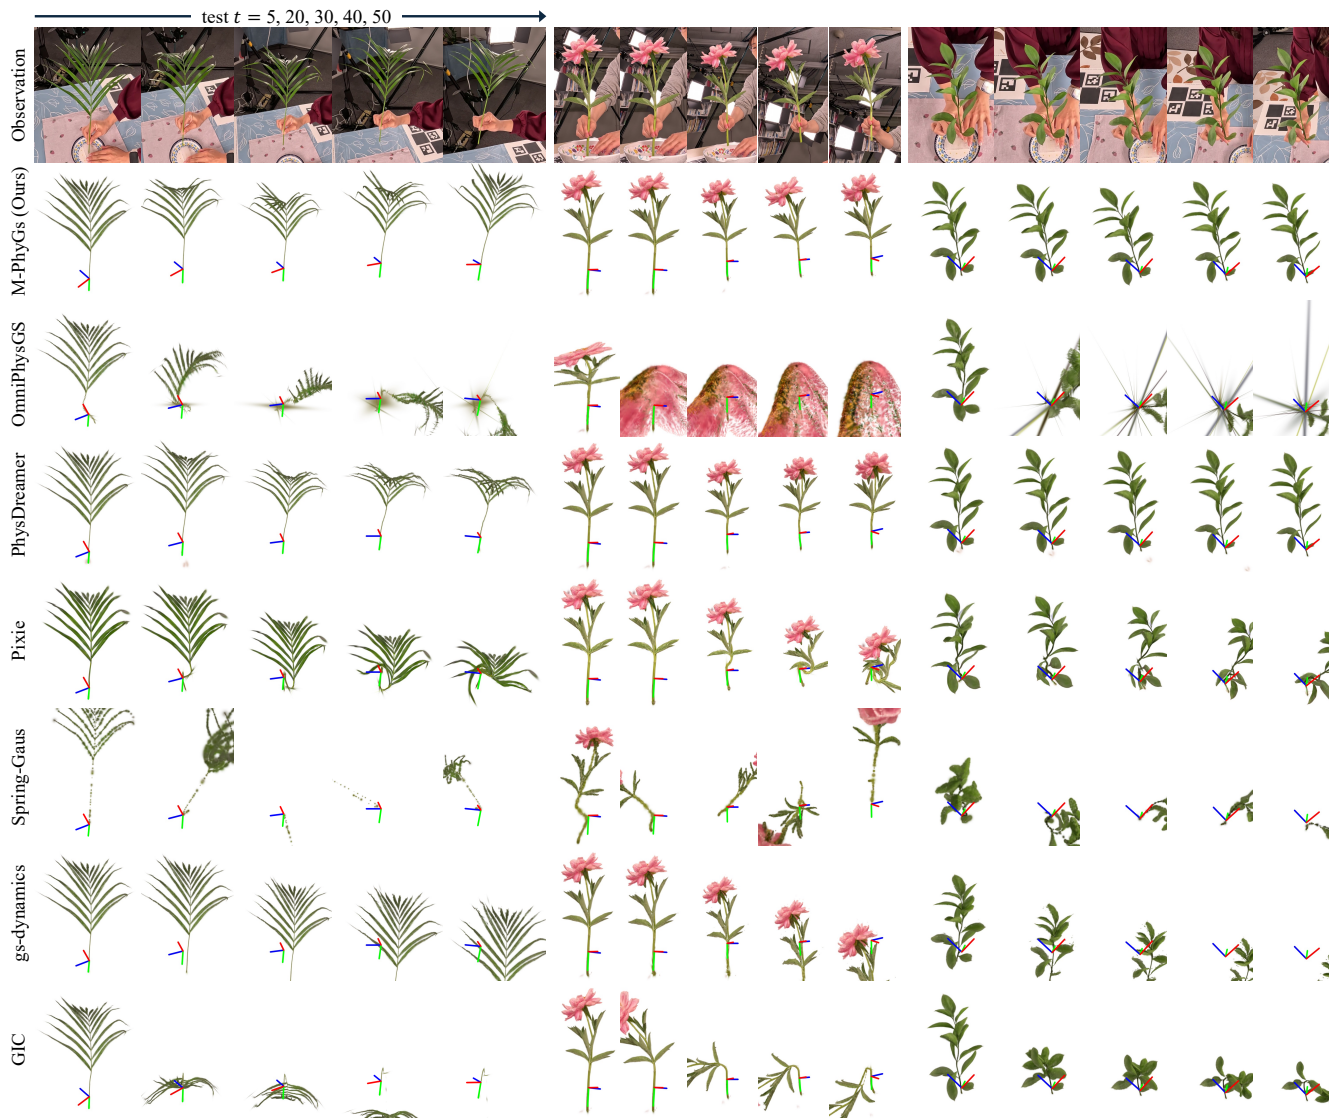 test t = 5, 20, 30, 40, 50
Observation
M-PhyGs (Ours)
OmniPhysGS
PhysDreamer
Pixie
Spring-Gaus
gs-dynamics
GIC